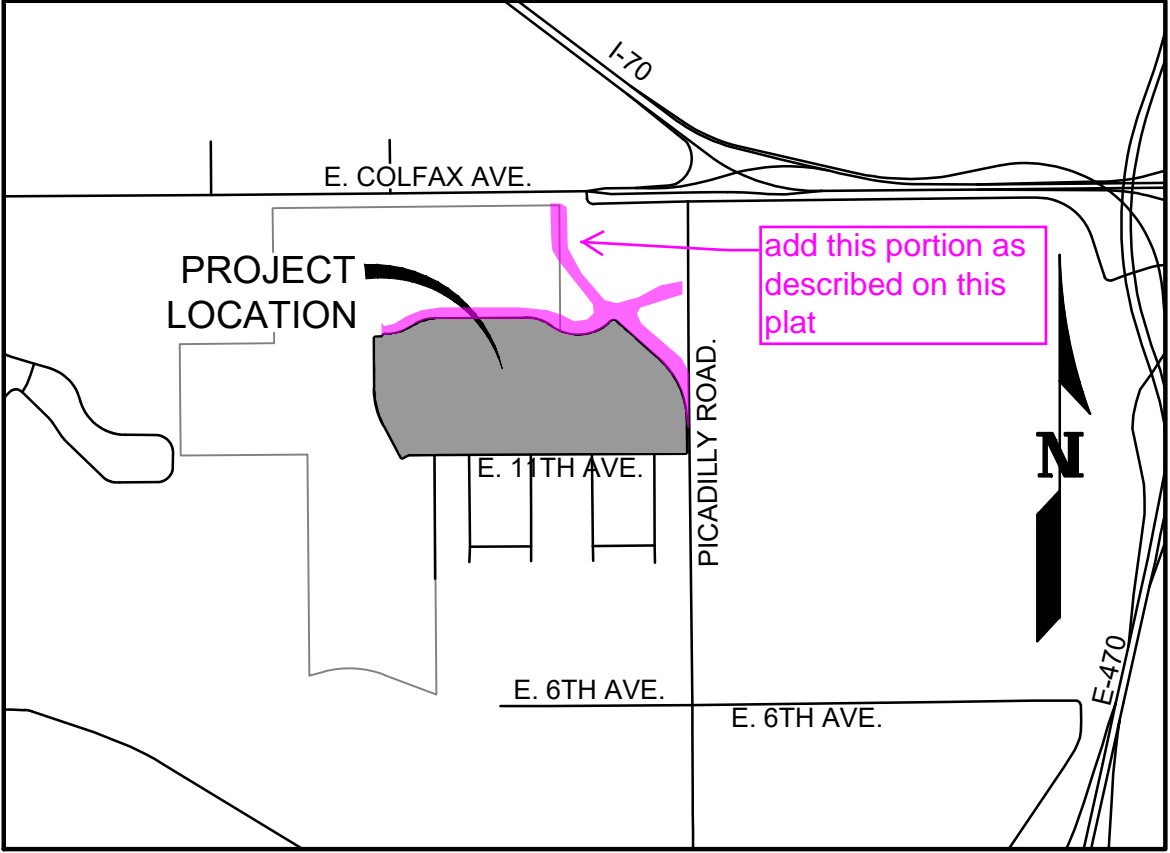 I-70
E. COLFAX AVE.
add this portion as
described on this
plat
PROJECT
LOCATION
PICADILLY ROAD.
N
E. 11TH AVE.
E-470
E. 6TH AVE.
E. 6TH AVE.